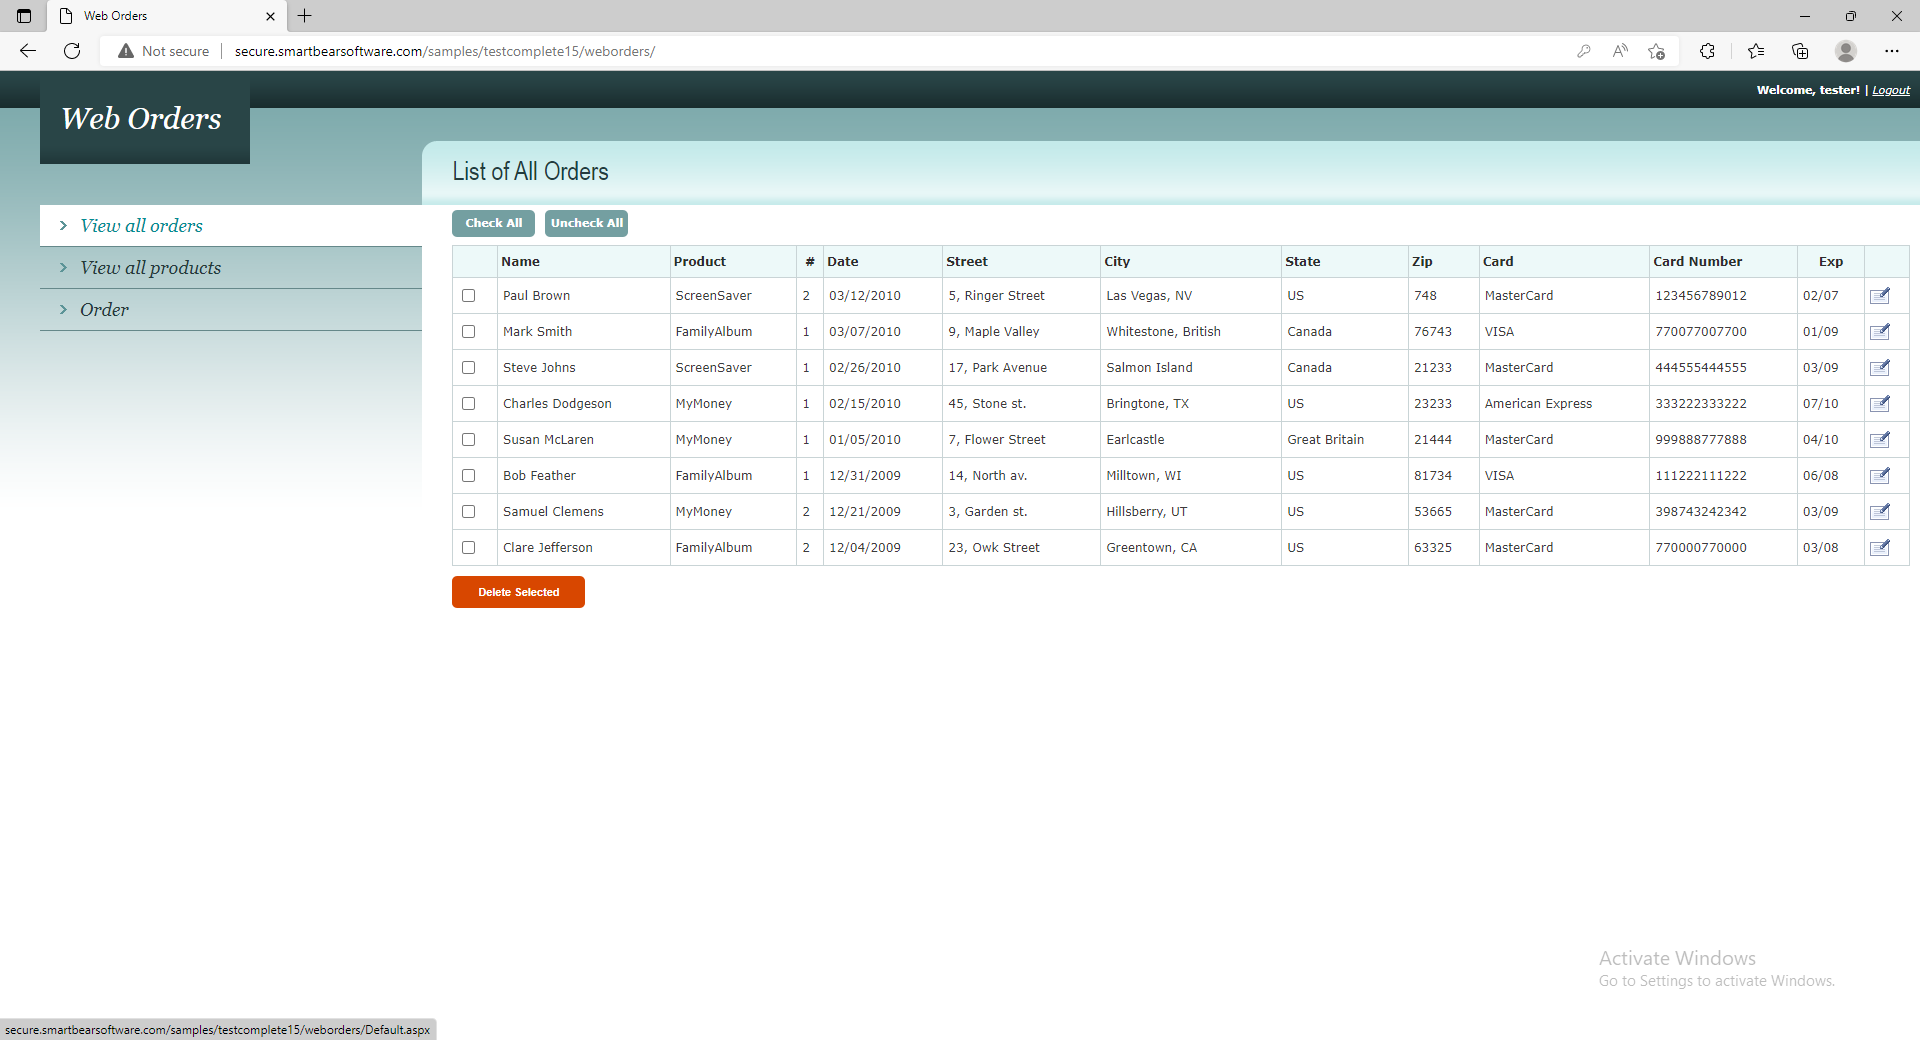 Web Orders
Not secure
secure.smartbearsoftware.com/samples/testcomplete15/weborders/
Welcome, tester! | Logout
Web Orders
List of All Orders
View all orders
View all products
Order
Check All Uncheck All
Name Product # Date Street City State Zip Card Card Number Exp
Paul Brown ScreenSaver 2 03/12/2010 5, Ringer Street Las Vegas, NV US 748 MasterCard 123456789012 02/07
Mark Smith FamilyAlbum 1 03/07/2010 9, Maple Valley Whitestone, British Canada 76743 VISA 770077007700 01/09
Steve Johns ScreenSaver 1 02/26/2010 17, Park Avenue Salmon Island Canada 21233 MasterCard 444555444555 03/09
Charles Dodgeson MyMoney 1 02/15/2010 45, Stone st. Bringtone, TX US 23233 American Express 333222333222 07/10
Susan McLaren MyMoney 1 01/05/2010 7, Flower Street Earlcastle Great Britain 21444 MasterCard 999888777888 04/10
Bob Feather FamilyAlbum 1 12/31/2009 14, North av. Milltown, WI US 81734 VISA 111222111222 06/08
Samuel Clemens MyMoney 2 12/21/2009 3, Garden st. Hillsberry, UT US 53665 MasterCard 398743242342 03/09
Clare Jefferson FamilyAlbum 2 12/04/2009 23, Owk Street Greentown, CA US 63325 MasterCard 770000770000 03/08
Delete Selected
Activate Windows
Go to Settings to activate Windows.
secure.smartbearsoftware.com/samples/testcomplete15/weborders/Default.aspx